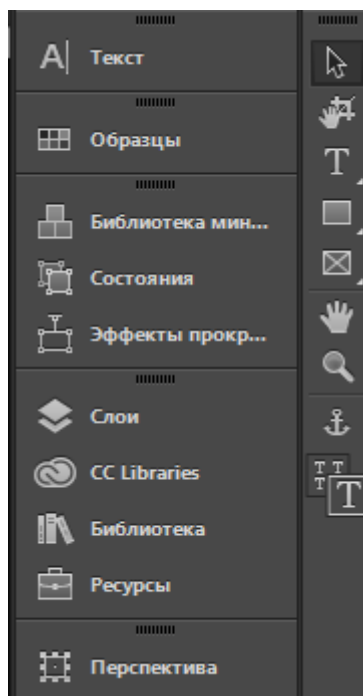 Текст
Образцы
Библиотека мин...
Состояния
Эффекты прокр...
Слои
CC Libraries
Библиотека
Ресурсы
Перспектива